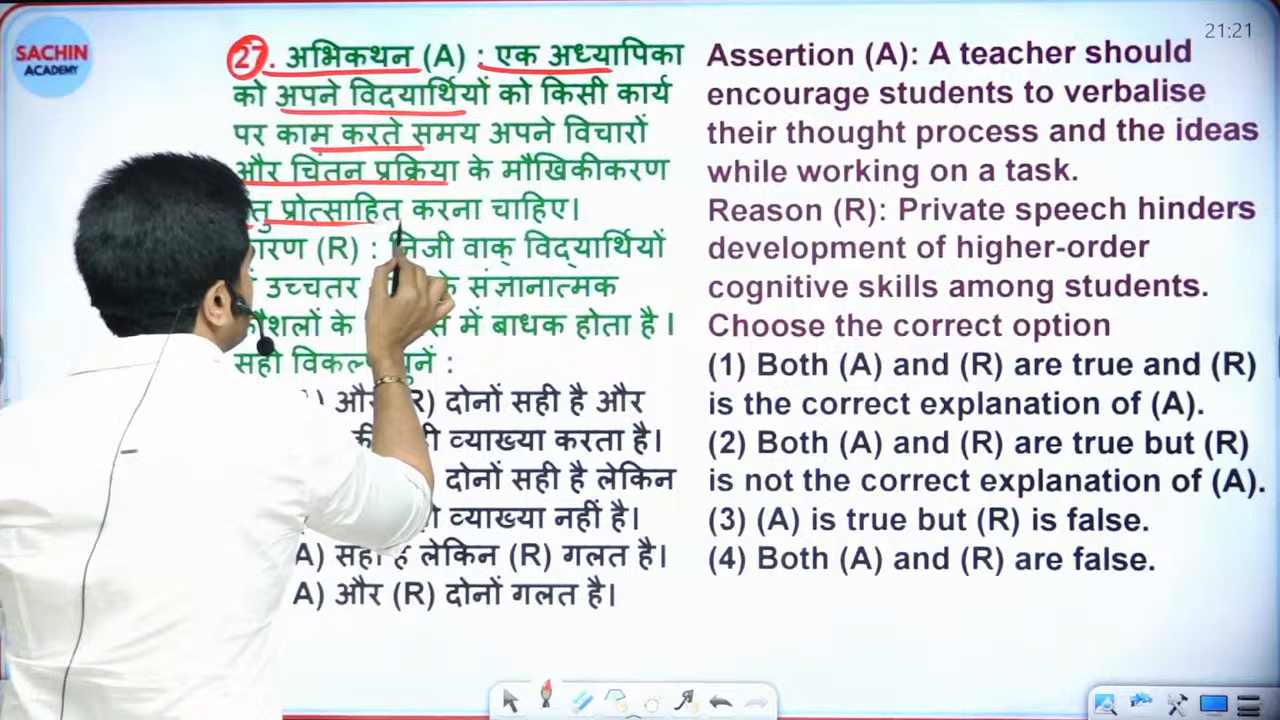 SACHIN
ACADEMY
21:21
27. अभिकथन (A) : एक अध्यापिका
को अपने विद्यार्थियों को किसी कार्य
पर काम करते समय अपने विचारों
और चिंतन प्रक्रिया के मौखिकीकरण
प्रोत्साहित करना चाहिए।
(R) : निजी वाक् विद्यार्थियों
उच्चतर संज्ञानात्मक
के में बाधक होता है।
सही
और (R) दोनों सही है और
व्याख्या करता है।
दोनों सही है लेकिन
व्याख्या नहीं है।
A) सही है लेकिन (R) गलत है।
A) और (R) दोनों गलत है।
Assertion (A): A teacher should
encourage students to verbalise
their thought process and the ideas
while working on a task.
Reason (R): Private speech hinders
development of higher-order
cognitive skills among students.
Choose the correct option
(1) Both (A) and (R) are true and (R)
is the correct explanation of (A).
(2) Both (A) and (R) are true but (R)
is not the correct explanation of (A).
(3) (A) is true but (R) is false.
(4) Both (A) and (R) are false.